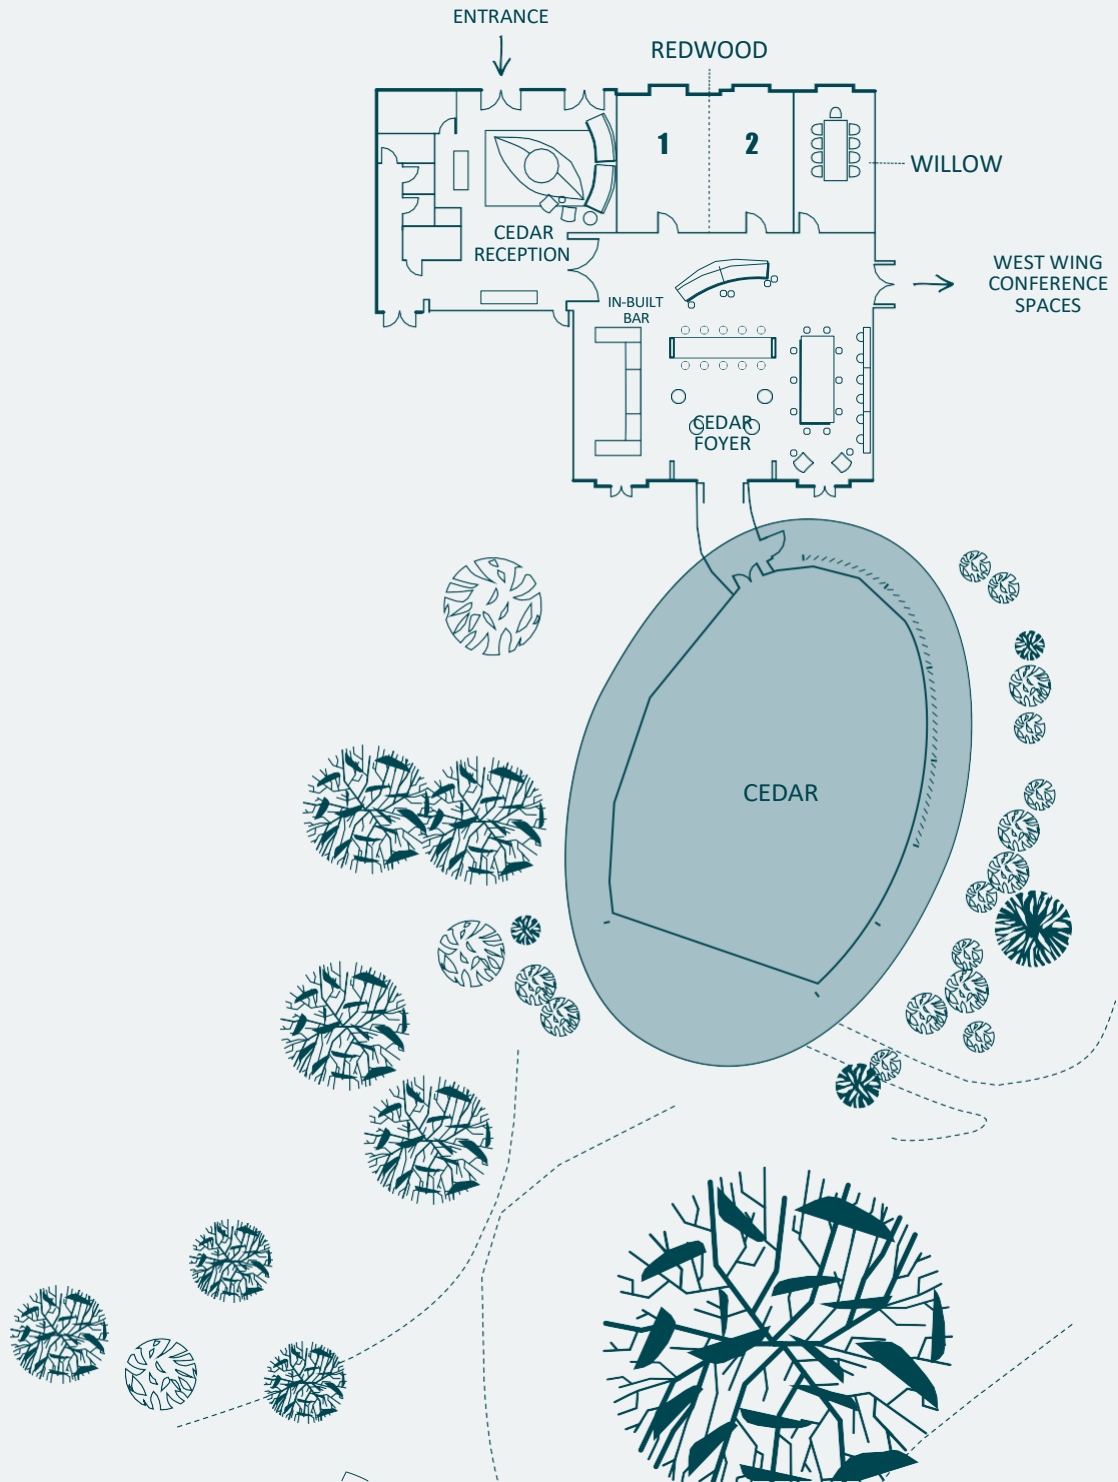 ENTRANCE
REDWOOD
1
2
WILLOW
CEDAR
RECEPTION
WEST WING
CONFERENCE
SPACES
IN-BUILT
BAR
CEDAR
FOYER
CEDAR